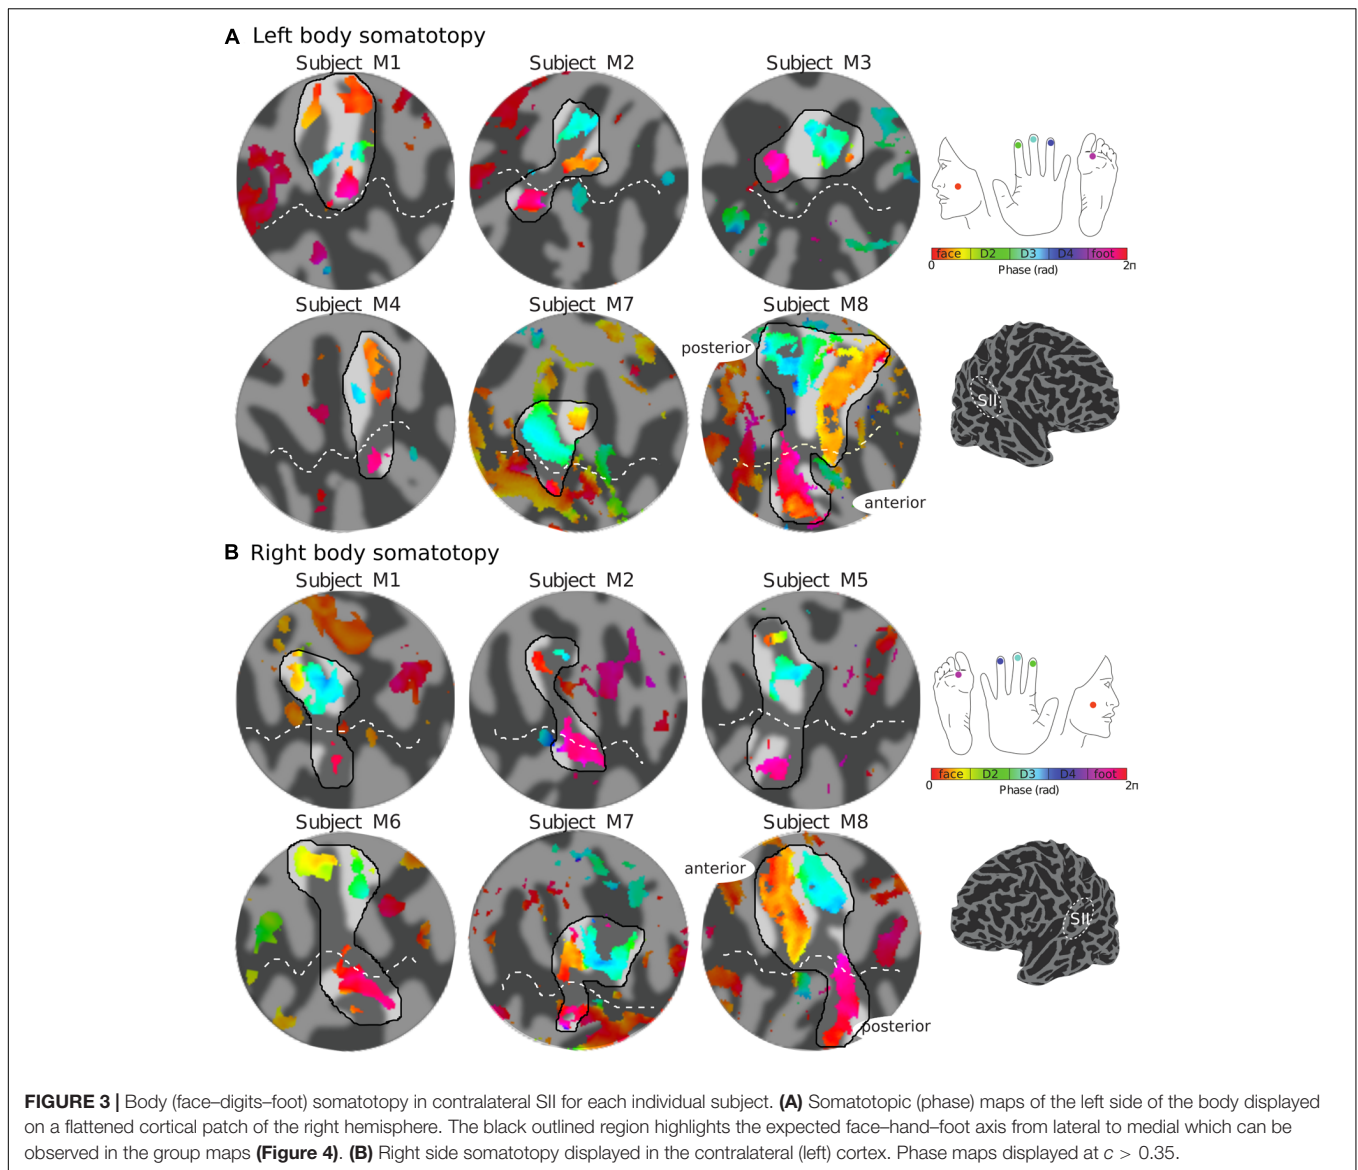 A Left body somatotopy
Subject M1
Subject M2
Subject M3
face D2 D3 D4 foot
0 2π
Phase (rad)
Subject M4
Subject M7
Subject M8
posterior
anterior
SII
B Right body somatotopy
Subject M1
Subject M2
Subject M5
face D2 D3 D4 foot
0 2π
Phase (rad)
Subject M6
Subject M7
Subject M8
anterior
posterior
SII
FIGURE 3 | Body (face–digits–foot) somatotopy in contralateral SII for each individual subject. (A) Somatotopic (phase) maps of the left side of the body displayed
on a flattened cortical patch of the right hemisphere. The black outlined region highlights the expected face–hand–foot axis from lateral to medial which can be
observed in the group maps (Figure 4). (B) Right side somatotopy displayed in the contralateral (left) cortex. Phase maps displayed at c > 0.35.